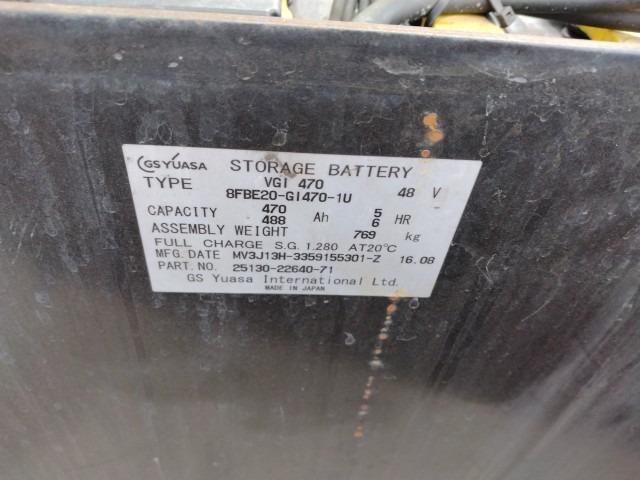 GS YUASA STORAGE BATTERY
TYPE VGI 470 48 V
8FBE20-GI470-1U
CAPACITY 470 Ah 5 HR
488 6
ASSEMBLY WEIGHT 769 kg
FULL CHARGE S.G. 1.280 AT20℃
MFG. DATE MV3J13H-3359155301-Z 16.08
PART. NO. 25130-22640-71
GS Yuasa International Ltd.
MADE IN JAPAN